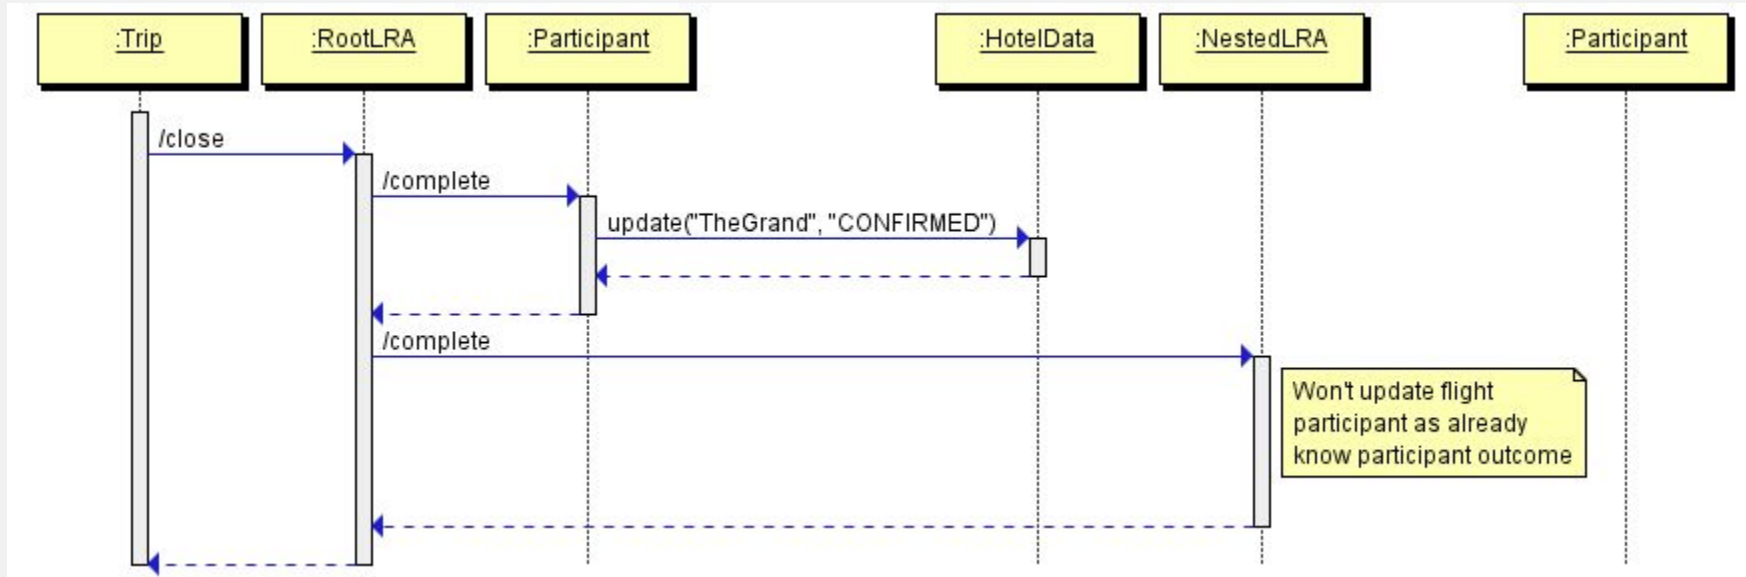 :Trip
:RootLRA
:Participant
:HotelData
:NestedLRA
:Participant
/close
/complete
update("TheGrand", "CONFIRMED")
/complete
Won't update flight
participant as already
know participant outcome